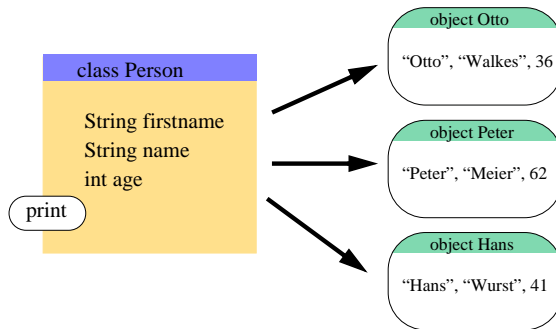 class Person
String firstname
String name
int age
print
object Otto
“Otto”, “Walkes”, 36
object Peter
“Peter”, “Meier”, 62
object Hans
“Hans”, “Wurst”, 41